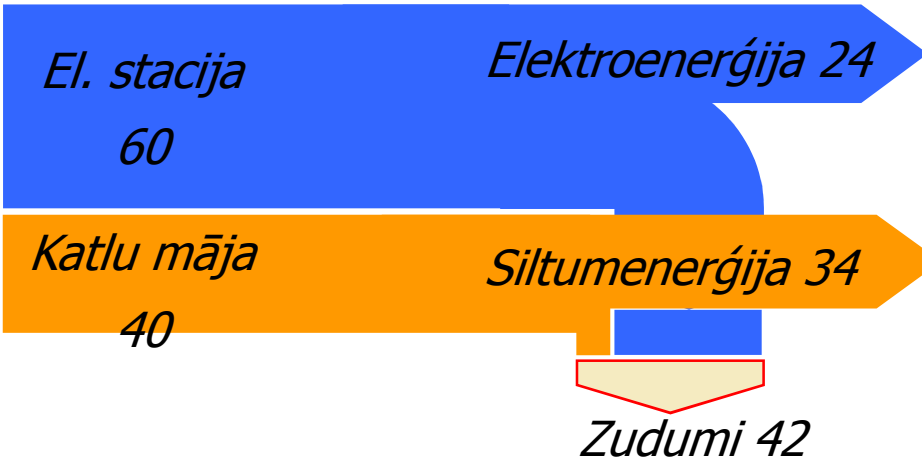 El. stacija
60
Elektroenerģija 24
Katlu māja
40
Siltumenerģija 34
Zudumi 42